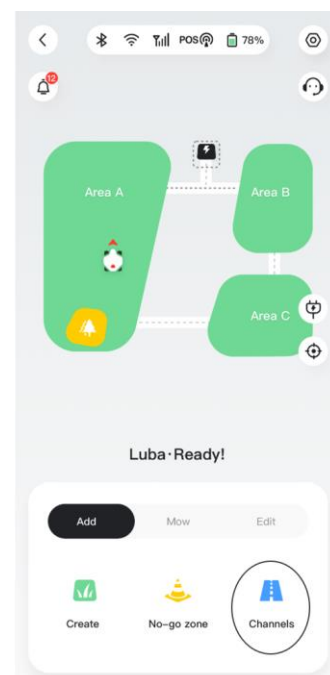 POS 78%
12
Area A
Area B
Area C
Luba·Ready!
Add Mow Edit
Create No-go zone Channels